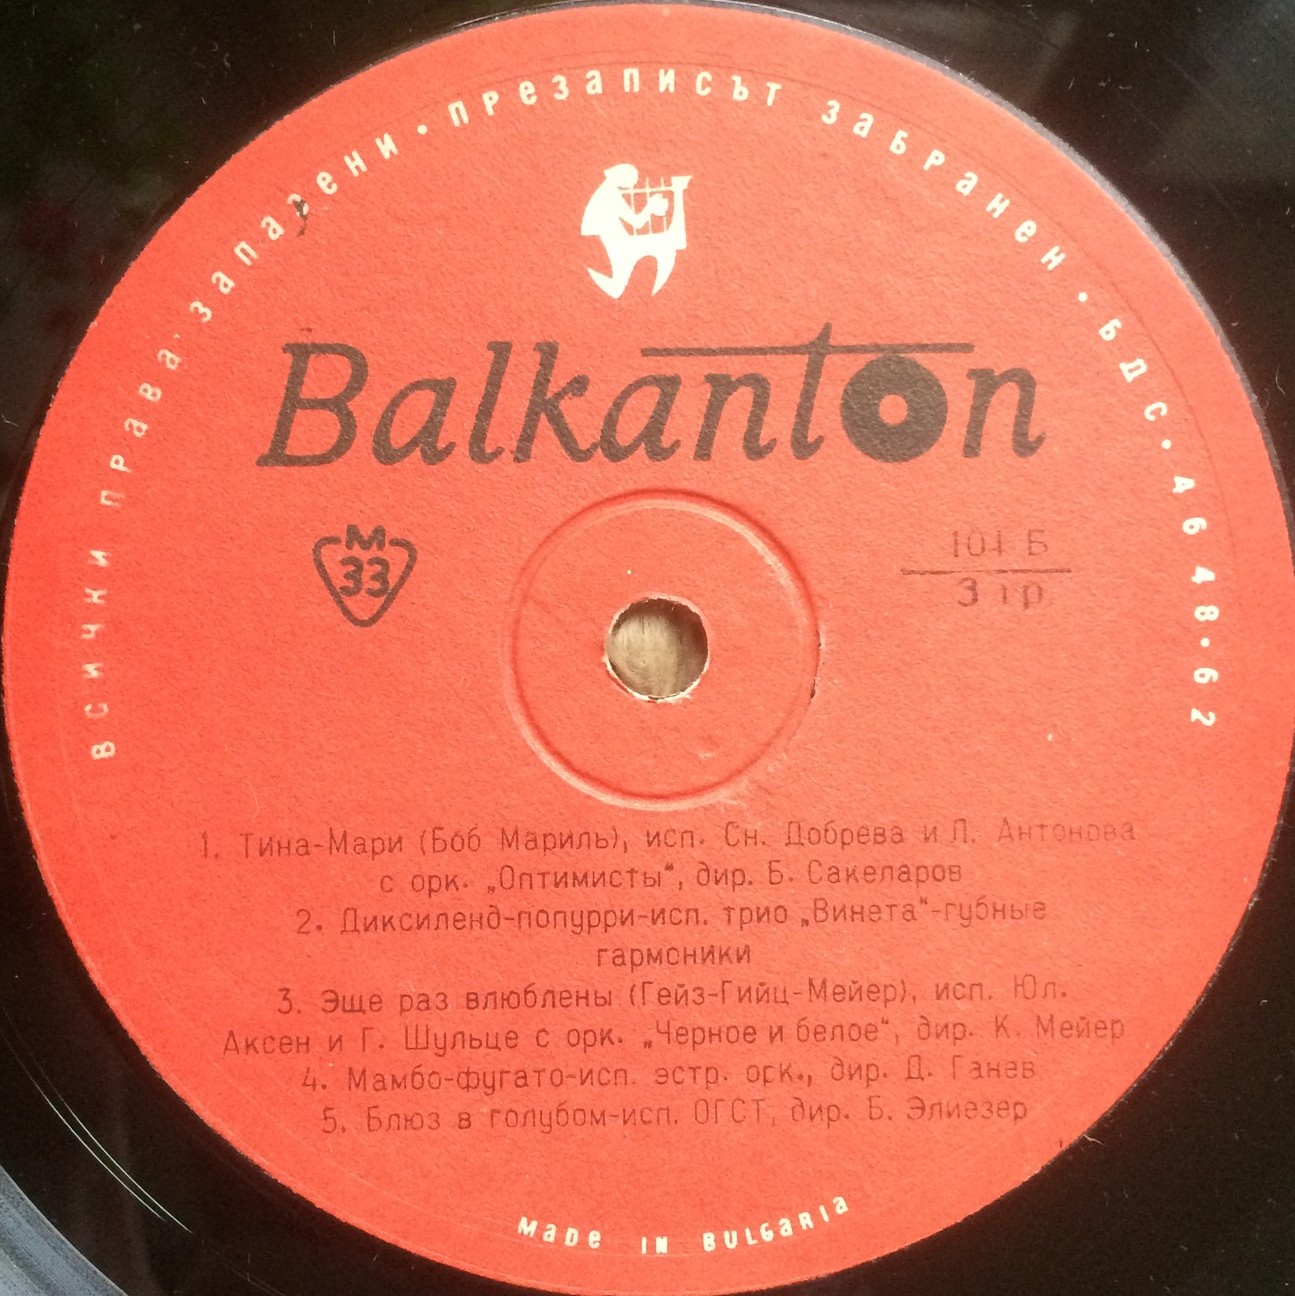 всички права запазени · презаписът забранен · БДС · 4648·62
Balkanton
М
33
104 Б
3 гр
1. Тина-Мари (Боб Мариль), исп. Сн. Добрева и Л. Антонова
с орк. „Оптимисты“, дир. Б. Сакеларов
2. Диксиленд-попурри-исп. трио „Винета“-губные
гармоники
3. Эще раз влюблены (Гейз-Гийц-Мейер), исп. Юл.
Аксен и Г. Шульце с орк. „Черное и белое“, дир. К. Мейер
4. Мамбо-фугато-исп. эстр. орк., дир. Д. Ганев
5. Блюз в голубом-исп. ОГСТ, дир. Б. Элиезер
Made in Bulgaria